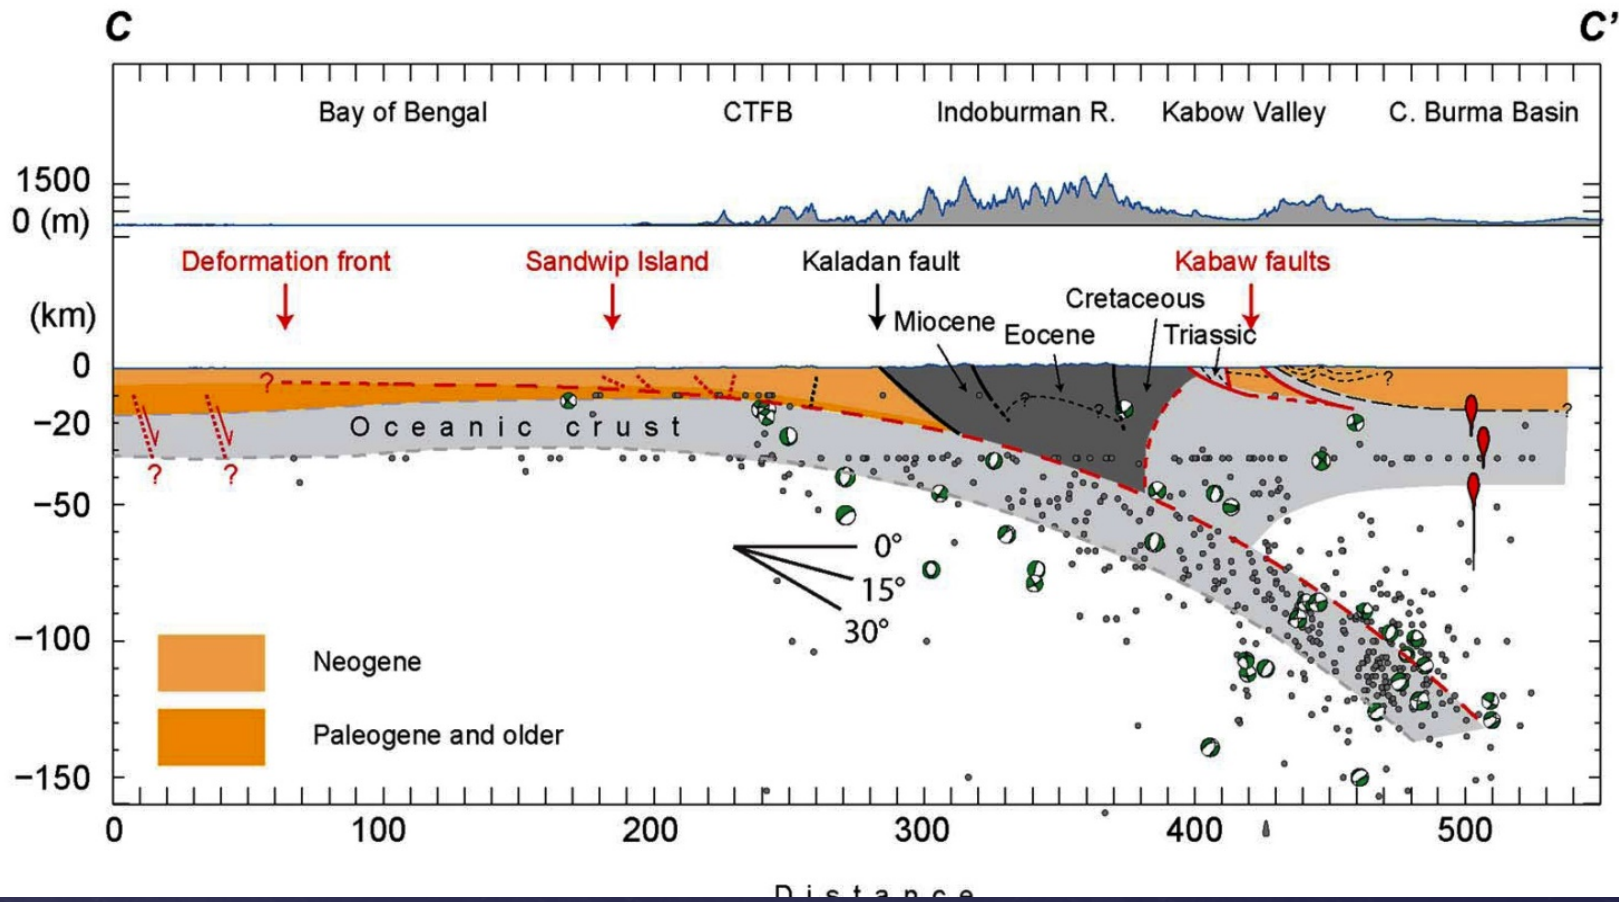 C C'
Bay of Bengal CTFB Indoburman R. Kabow Valley C. Burma Basin
1500
0 (m)
Deformation front Sandwip Island Kaladan fault Kabaw faults
(km) Cretaceous
Miocene Eocene Triassic
0
? ? ? ? ?
−20
Oceanic crust
? ?
−50
0°
15°
30°
−100
Neogene
Paleogene and older
−150
0 100 200 300 400 500
Distance